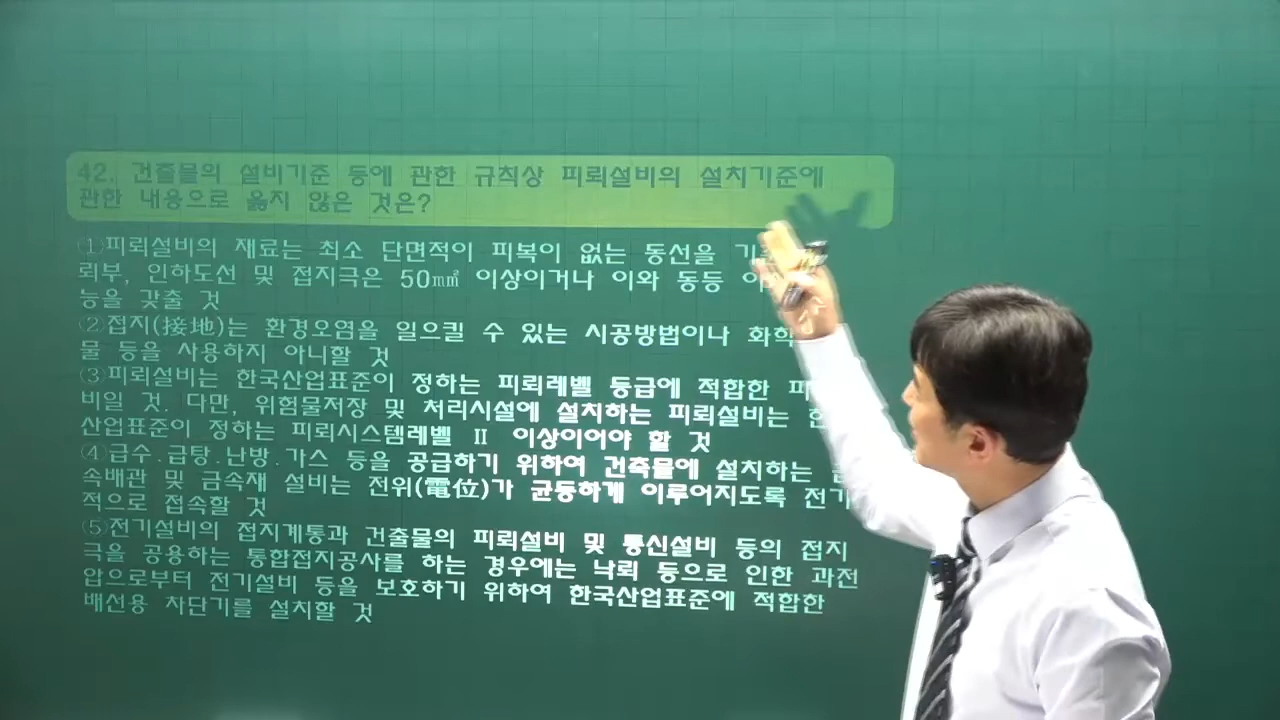 42. 건축물의 설비기준 등에 관한 규칙상 피뢰설비의 설치기준에
관한 내용으로 옳지 않은 것은?
①피뢰설비의 재료는 최소 단면적이 피복이 없는 동선을
뢰부, 인하도선 및 접지극은 50㎟ 이상이거나 이와 동등
능을 갖출 것
②접지(接地)는 환경오염을 일으킬 수 있는 시공방법이나
물 등을 사용하지 아니할 것
③피뢰설비는 한국산업표준이 정하는 피뢰레벨 등급에 적합한
비일 것. 다만, 위험물저장 및 처리시설에 설치하는 피뢰설비는
산업표준이 정하는 피뢰시스템레벨 Ⅱ 이상이어야 할 것
④급수.급탕.난방.가스 등을 공급하기 위하여 건축물에 설치하는
속배관 및 금속재 설비는 전위(電位)가 균등하게 이루어지도록 전기
적으로 접속할 것
⑤전기설비의 접지계통과 건축물의 피뢰설비 및 통신설비 등의 접지
극을 공용하는 통합접지공사를 하는 경우에는 낙뢰 등으로 인한 과전
압으로부터 전기설비 등을 보호하기 위하여 한국산업표준에 적합한
배선용 차단기를 설치할 것